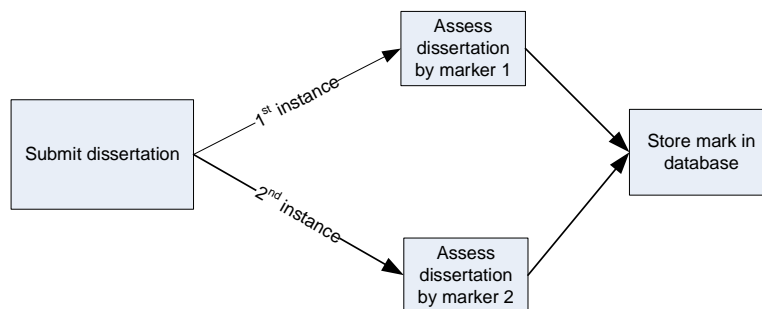 Submit dissertation
1st instance
2nd instance
Assess
dissertation
by marker 1
Assess
dissertation
by marker 2
Store mark in
database